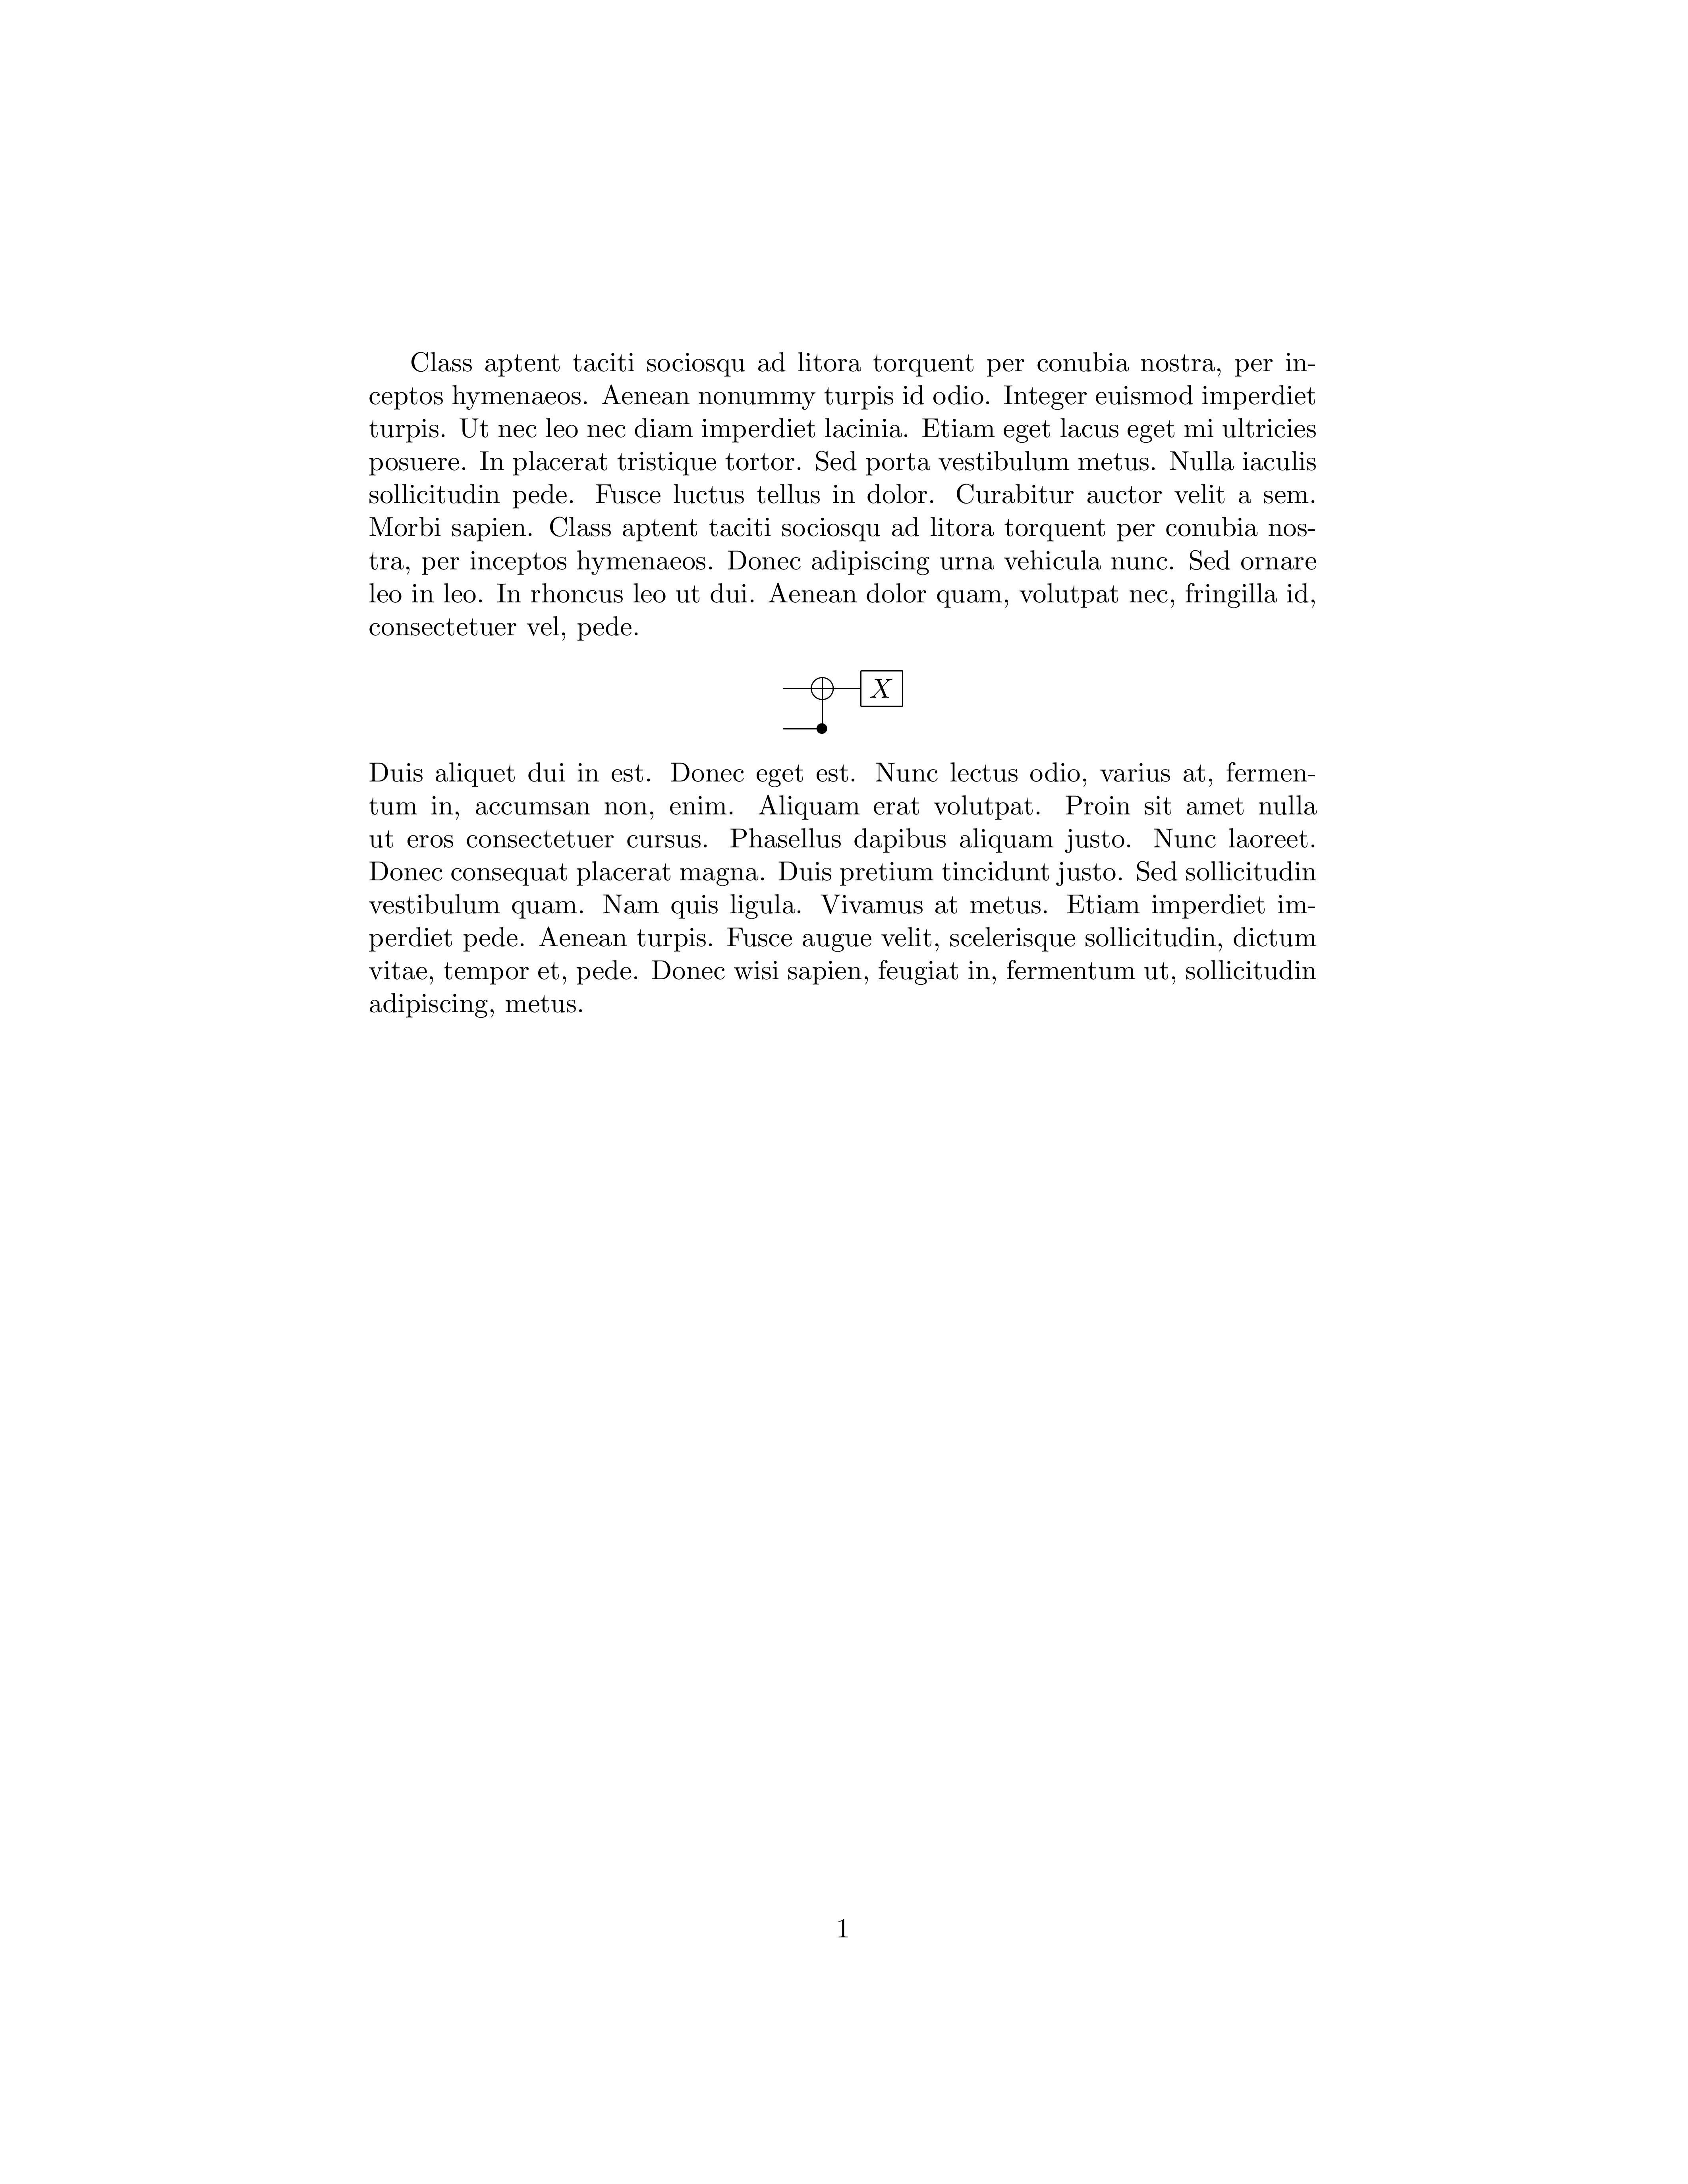 Class aptent taciti sociosqu ad litora torquent per conubia nostra, per in-
ceptos hymenaeos. Aenean nonummy turpis id odio. Integer euismod imperdiet
turpis. Ut nec leo nec diam imperdiet lacinia. Etiam eget lacus eget mi ultricies
posuere. In placerat tristique tortor. Sed porta vestibulum metus. Nulla iaculis
sollicitudin pede. Fusce luctus tellus in dolor. Curabitur auctor velit a sem.
Morbi sapien. Class aptent taciti sociosqu ad litora torquent per conubia nos-
tra, per inceptos hymenaeos. Donec adipiscing urna vehicula nunc. Sed ornare
leo in leo. In rhoncus leo ut dui. Aenean dolor quam, volutpat nec, fringilla id,
consectetuer vel, pede.
X
Duis aliquet dui in est. Donec eget est. Nunc lectus odio, varius at, fermen-
tum in, accumsan non, enim. Aliquam erat volutpat. Proin sit amet nulla
ut eros consectetuer cursus. Phasellus dapibus aliquam justo. Nunc laoreet.
Donec consequat placerat magna. Duis pretium tincidunt justo. Sed sollicitudin
vestibulum quam. Nam quis ligula. Vivamus at metus. Etiam imperdiet im-
perdiet pede. Aenean turpis. Fusce augue velit, scelerisque sollicitudin, dictum
vitae, tempor et, pede. Donec wisi sapien, feugiat in, fermentum ut, sollicitudin
adipiscing, metus.
1